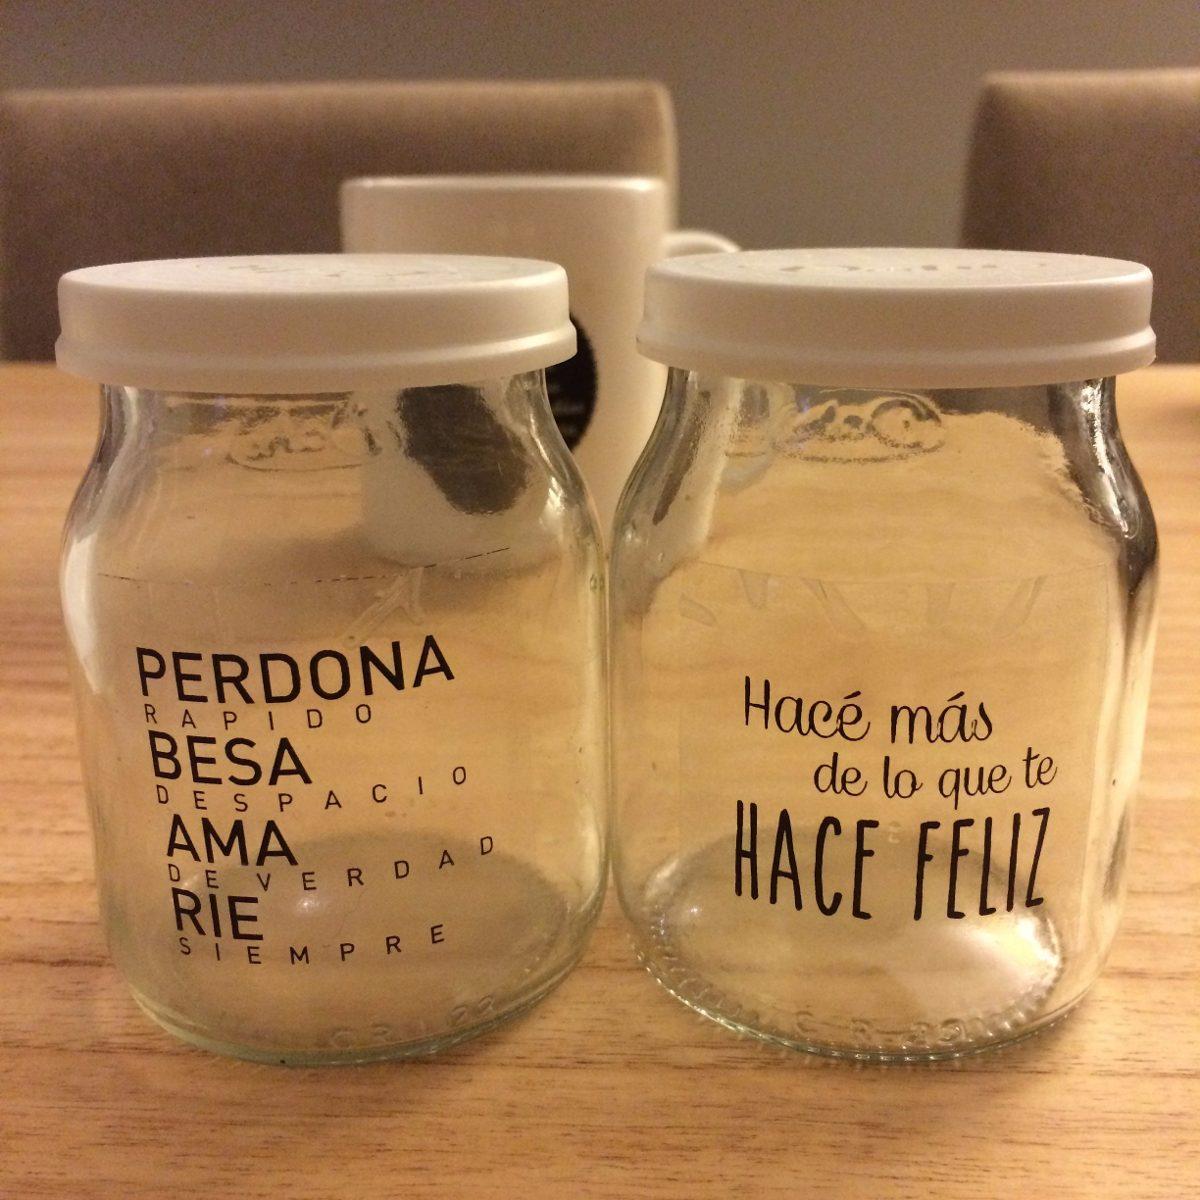 PERDONA
RAPIDO
BESA
DESPACIO
AMA
DE VERDAD
RIE
SIEMPRE
Hacé más
de lo que te
HACE FELIZ